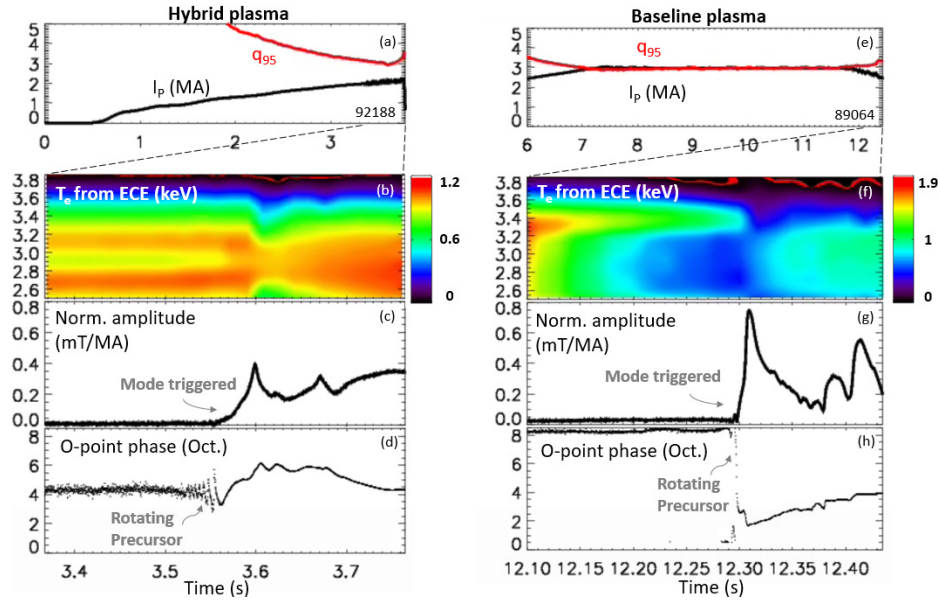 Hybrid plasma
5
4
3
2
1
0
(a)
q95
IP (MA)
92188
0
1
2
3
Te from ECE (keV)
(b)
3.8
3.6
3.4
3.2
3.0
2.8
2.6
1.2
0.6
0
Norm. amplitude
(mT/MA)
(c)
0.8
0.6
0.4
0.2
0.0
Mode triggered
O-point phase (Oct.)
(d)
8
6
4
2
0
Rotating
Precursor
3.4
3.5
3.6
3.7
Time (s)
Baseline plasma
5
4
3
2
1
0
(e)
q95
IP (MA)
89064
6
7
8
9
10
11
12
Te from ECE (keV)
(f)
3.8
3.6
3.4
3.2
3.0
2.8
2.6
1.9
1
0
Norm. amplitude
(mT/MA)
(g)
0.8
0.6
0.4
0.2
0.0
Mode triggered
O-point phase (Oct.)
(h)
8
6
4
2
0
Rotating
Precursor
12.10
12.20
12.20
12.30
12.40
12.40
Time (s)